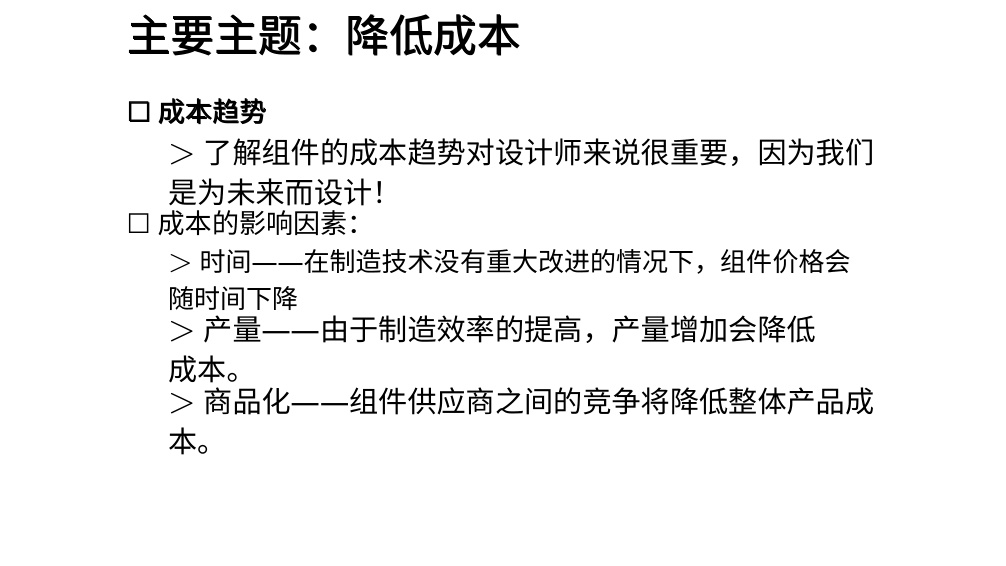 主要主题：降低成本
☐ 成本趋势
＞ 了解组件的成本趋势对设计师来说很重要，因为我们
是为未来而设计！
☐ 成本的影响因素：
＞ 时间——在制造技术没有重大改进的情况下，组件价格会
随时间下降
＞ 产量——由于制造效率的提高，产量增加会降低
成本。
＞ 商品化——组件供应商之间的竞争将降低整体产品成
本。